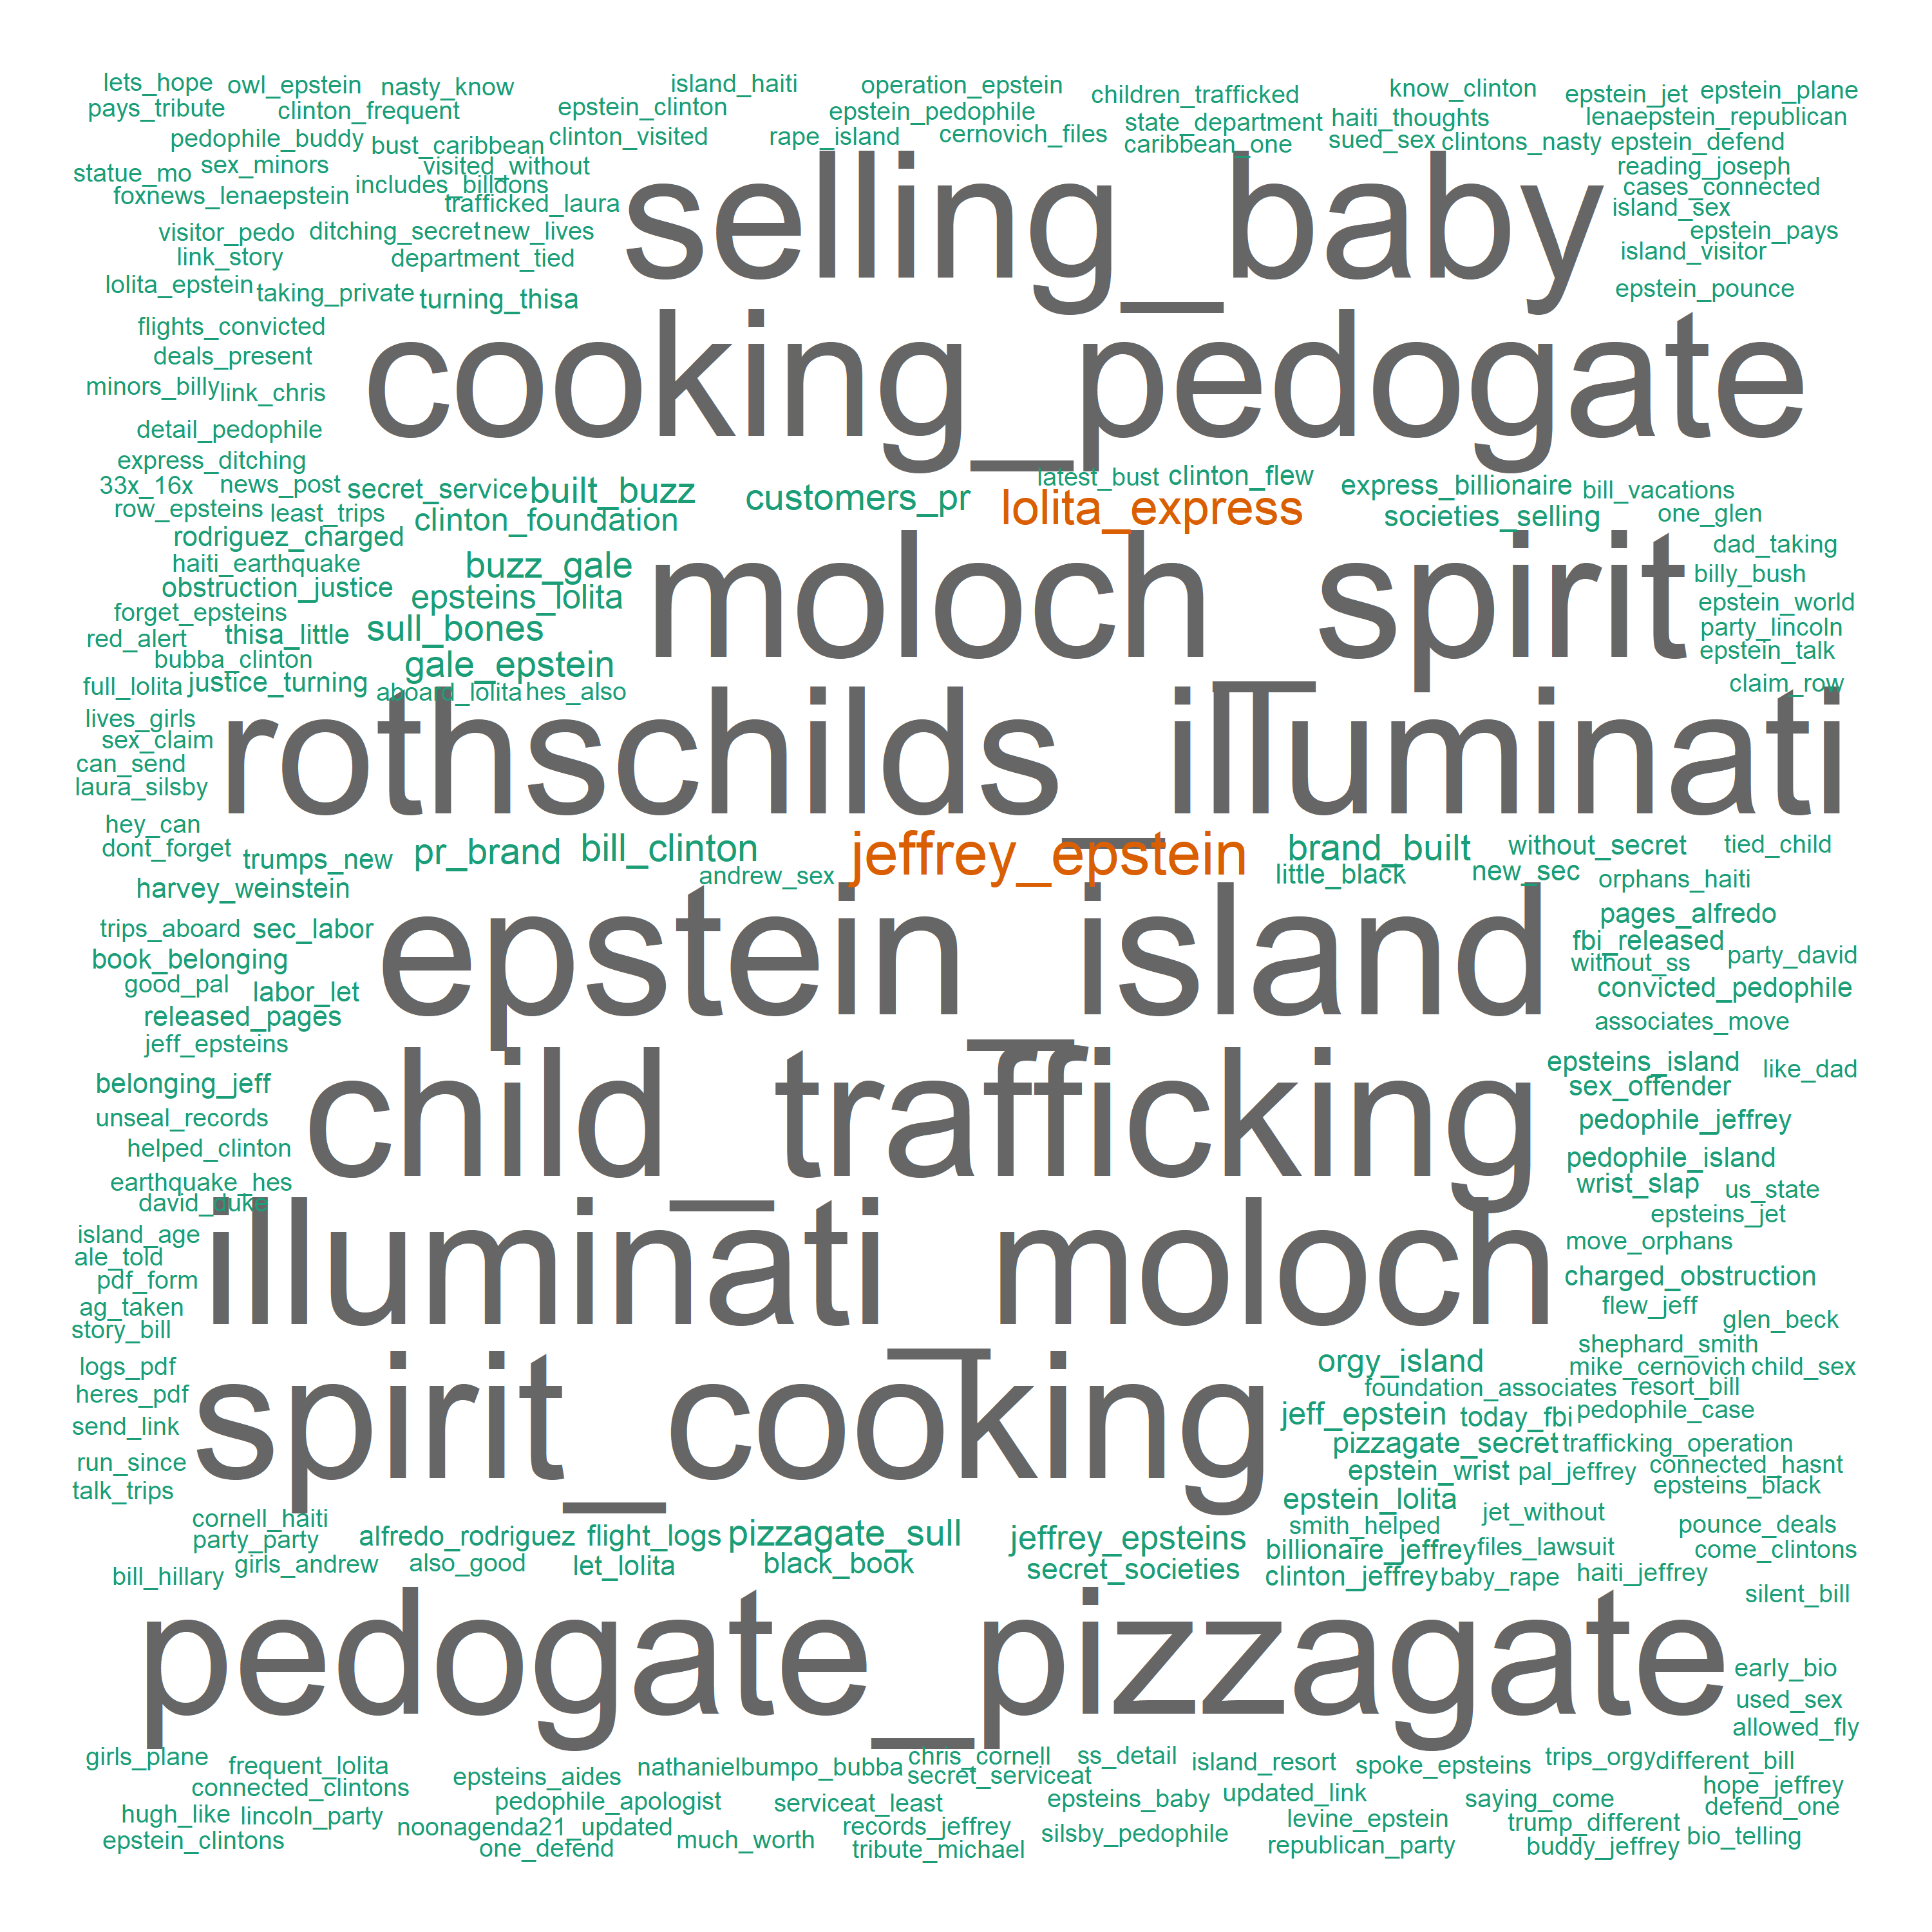 lets_hope owl_epstein nasty_know island_haiti operation_epstein children_trafficked know_clinton epstein_jet epstein_plane
pays_tribute clinton_frequent epstein_clinton epstein_pedophile state_department haiti_thoughts lenaepstein_republican
pedophile_buddy bust_caribbean clinton_visited rape_island cernovich_files caribbean_one sued_sex clintons_nasty epstein_defend
statue_mo sex_minors visited_without reading_joseph
foxnews_lenaepstein includes_billdons trafficked_laura cases_connected
island_sex
visitor_pedo ditching_secret new_lives selling_baby epstein_pays
link_story department_tied island_visitor
lolita_epstein taking_private turning_thisa epstein_pounce
flights_convicted
deals_present
minors_billy link_chris cooking_pedogate
detail_pedophile
express_ditching
33x_16x news_post secret_service built_buzz customers_pr latest_bust clinton_flew express_billionaire bill_vacations
row_epsteins least_trips clinton_foundation lolita_express societies_selling one_glen
rodriguez_charged dad_taking
haiti_earthquake buzz_gale billy_bush
obstruction_justice epsteins_lolita moloch_spirit epstein_world
forget_epsteins sull_bones party_lincoln
red_alert thisa_little epstein_talk
bubba_clinton gale_epstein
full_lolita justice_turning aboard_lolita hes_also claim_row
lives_girls
sex_claim
can_send rothschilds_illuminati
laura_silsby
hey_can
dont_forget trumps_new pr_brand bill_clinton jeffrey_epstein brand_built without_secret tied_child
harvey_weinstein andrew_sex little_black new_sec orphans_haiti
trips_aboard sec_labor pages_alfredo
book_belonging epstein_island fbi_released party_david
good_pal labor_let without_ss
released_pages convicted_pedophile
jeff_epsteins associates_move
belonging_jeff epsteins_island like_dad
unseal_records child_trafficking sex_offender
helped_clinton pedophile_jeffrey
earthquake_hes pedophile_island
david_duke wrist_slap us_state
island_age epsteins_jet
ale_told illuminati_moloch move_orphans
pdf_form charged_obstruction
ag_taken flew_jeff
story_bill glen_beck
logs_pdf orgy_island shephard_smith
heres_pdf mike_cernovich child_sex
send_link spirit_cooking foundation_associates resort_bill
run_since jeff_epstein today_fbi pedophile_case
talk_trips pizzagate_secret trafficking_operation
epstein_wrist pal_jeffrey connected_hasnt
cornell_haiti epstein_lolita jet_without epsteins_black
party_party alfredo_rodriguez flight_logs pizzagate_sull jeffrey_epsteins smith_helped pounce_deals
girls_andrew also_good let_lolita black_book secret_societies billionaire_jeffrey files_lawsuit come_clintons
bill_hillary clinton_jeffrey baby_rape haiti_jeffrey
silent_bill
pedogate_pizzagate early_bio
used_sex
allowed_fly
girls_plane frequent_lolita nathanielbumpo_bubba chris_cornell ss_detail island_resort spoke_epsteins trips_orgy different_bill
connected_clintons epsteins_aides secret_serviceat hope_jeffrey
hugh_like lincoln_party pedophile_apologist serviceat_least epsteins_baby updated_link saying_come defend_one
noonagenda21_updated records_jeffrey levine_epstein trump_different
epstein_clintons one_defend much_worth tribute_michael silsby_pedophile republican_party buddy_jeffrey bio_telling